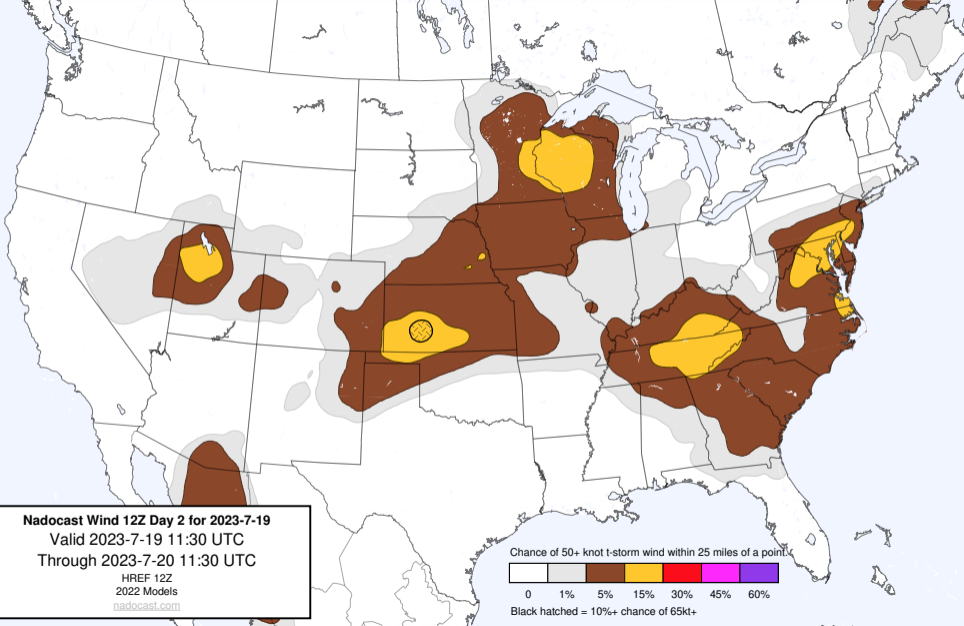 Nadocast Wind 12Z Day 2 for 2023-7-19
Valid 2023-7-19 11:30 UTC
Through 2023-7-20 11:30 UTC
HREF 12Z
2022 Models
nadocast.com
Chance of 50+ knot t-storm wind within 25 miles of a point.
0 1% 5% 15% 30% 45% 60%
Black hatched = 10%+ chance of 65kt+